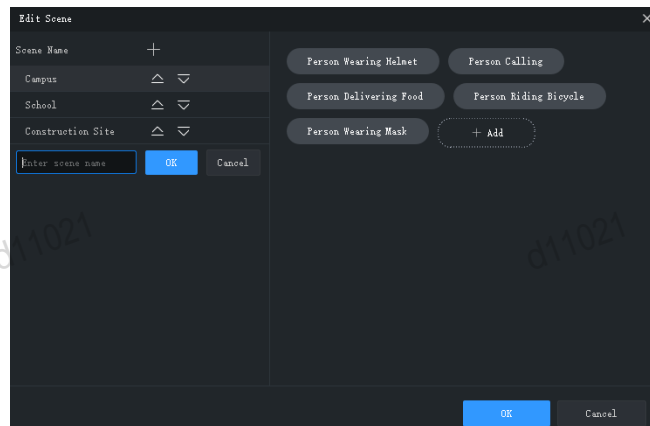 Edit Scene
Scene Name
Campus
School
Construction Site
Enter scene name OK Cancel
Person Wearing Helmet Person Calling
Person Delivering Food Person Riding Bicycle
Person Wearing Mask + Add
d11021
d11021
OK Cancel